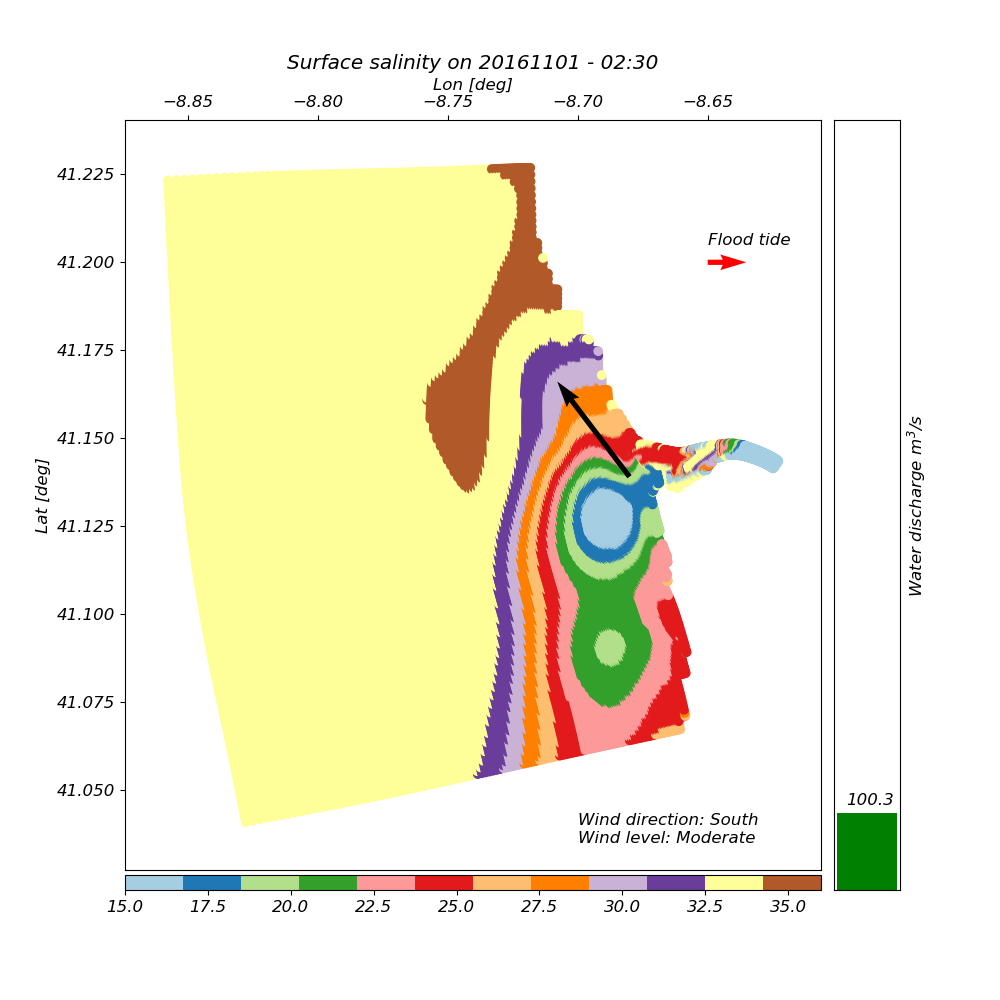 Surface salinity on 20161101 - 02:30
Lon [deg]
−8.85 −8.80 −8.75 −8.70 −8.65
41.225
41.200
41.175
41.150
41.125
41.100
41.075
41.050
Lat [deg]
Flood tide
Wind direction: South
Wind level: Moderate
100.3
Water discharge m³/s
15.0 17.5 20.0 22.5 25.0 27.5 30.0 32.5 35.0